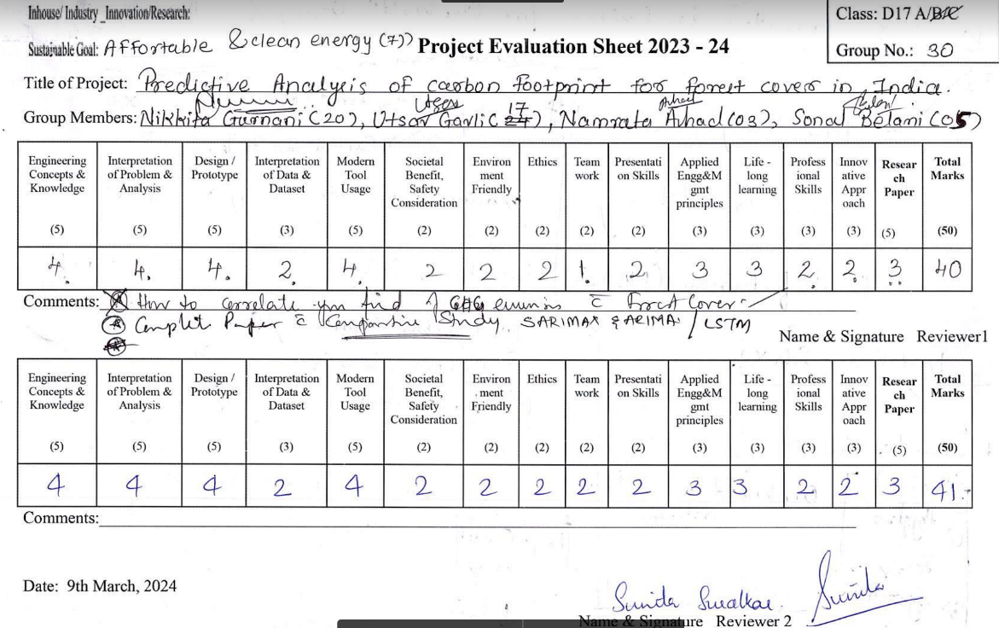 Inhouse/ Industry_Innovation/Research:
Class: D17 A/B/C
Sustainable Goal: Affortable & clean energy (7)
Project Evaluation Sheet 2023 - 24
Group No.: 30
Title of Project: Predictive Analysis of carbon footprint for forest cover in India.
Group Members: Nikkita Gurnani (20), Utsav Gavli (17), Namrata Ahad (03), Sonal Belani (05)
Engineering Concepts & Knowledge (5) Interpretation of Problem & Analysis (5) Design / Prototype (5) Interpretation of Data & Dataset (3) Modern Tool Usage (5) Societal Benefit, Safety Consideration (2) Environ ment Friendly (2) Ethics (2) Team work (2) Presentati on Skills (2) Applied Engg&M gmt principles (3) Life - long learning (3) Profess ional Skills (3) Innov ative Appr oach (3) Resear ch Paper (5) Total Marks (50)
4 4 4 2 4 2 2 2 1 2 3 3 2 2 3 40
Comments: How to correlate of GHG Forest Cover
Complet Paper Study SARIMAX & ARIMA / LSTM
Name & Signature Reviewer1
Engineering Concepts & Knowledge (5) Interpretation of Problem & Analysis (5) Design / Prototype (5) Interpretation of Data & Dataset (3) Modern Tool Usage (5) Societal Benefit, Safety Consideration (2) Environ ment Friendly (2) Ethics (2) Team work (2) Presentati on Skills (2) Applied Engg&M gmt principles (3) Life - long learning (3) Profess ional Skills (3) Innov ative Appr oach (3) Resear ch Paper (5) Total Marks (50)
4 4 4 2 4 2 2 2 2 2 3 3 2 2 3 41
Comments:
Date: 9th March, 2024
Sunita Sunita
Name & Signature Reviewer 2